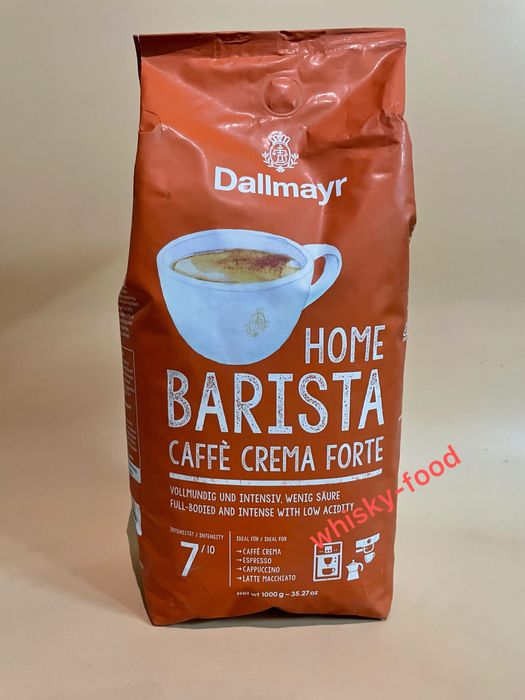 Dallmayr
HOME
BARISTA
CAFFÈ CREMA FORTE
VOLLMUNDIG UND INTENSIV, WENIG SÄURE
FULL-BODIED AND INTENSE WITH LOW ACIDITY
whisky-food
INTENSITÄT / INTENSITY
7/10
IDEAL FÜR / IDEAL FOR
→CAFFÈ CREMA
→ESPRESSO
→CAPPUCCINO
→LATTE MACCHIATO
Net wt 1000 g – 35.27 oz